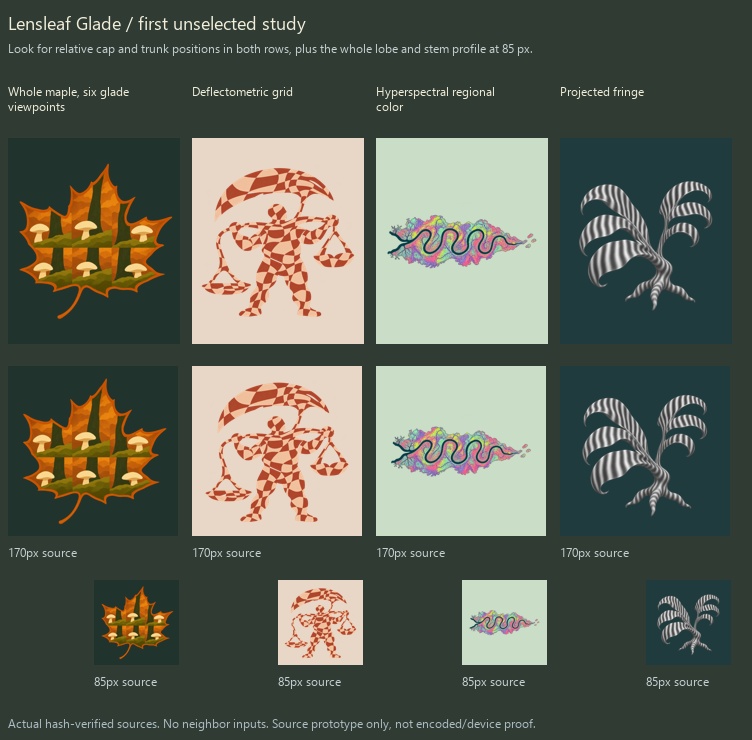 Lensleaf Glade / first unselected study
Look for relative cap and trunk positions in both rows, plus the whole lobe and stem profile at 85 px.
Whole maple, six glade
viewpoints
Deflectometric grid
Hyperspectral regional
color
Projected fringe
170px source
170px source
170px source
170px source
85px source
85px source
85px source
85px source
Actual hash-verified sources. No neighbor inputs. Source prototype only, not encoded/device proof.